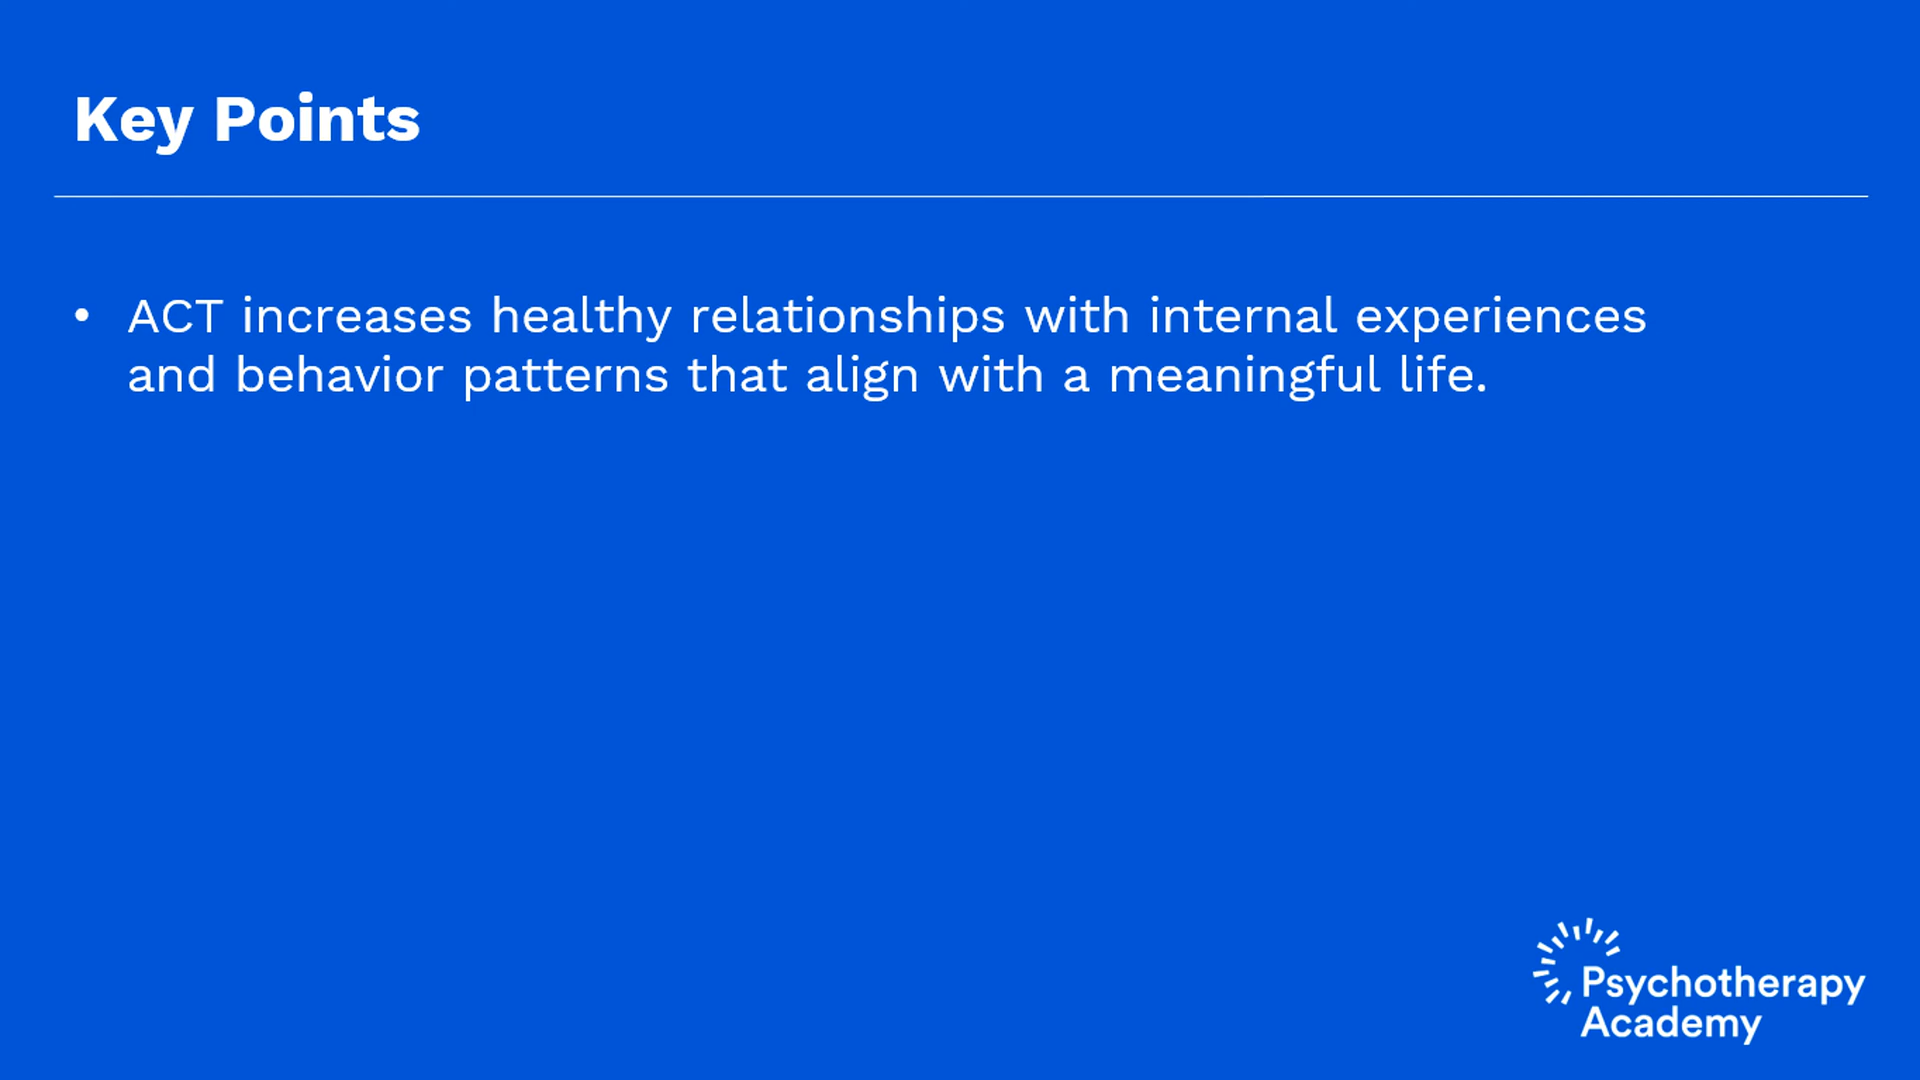 Key Points
• ACT increases healthy relationships with internal experiences
and behavior patterns that align with a meaningful life.
Psychotherapy
Academy